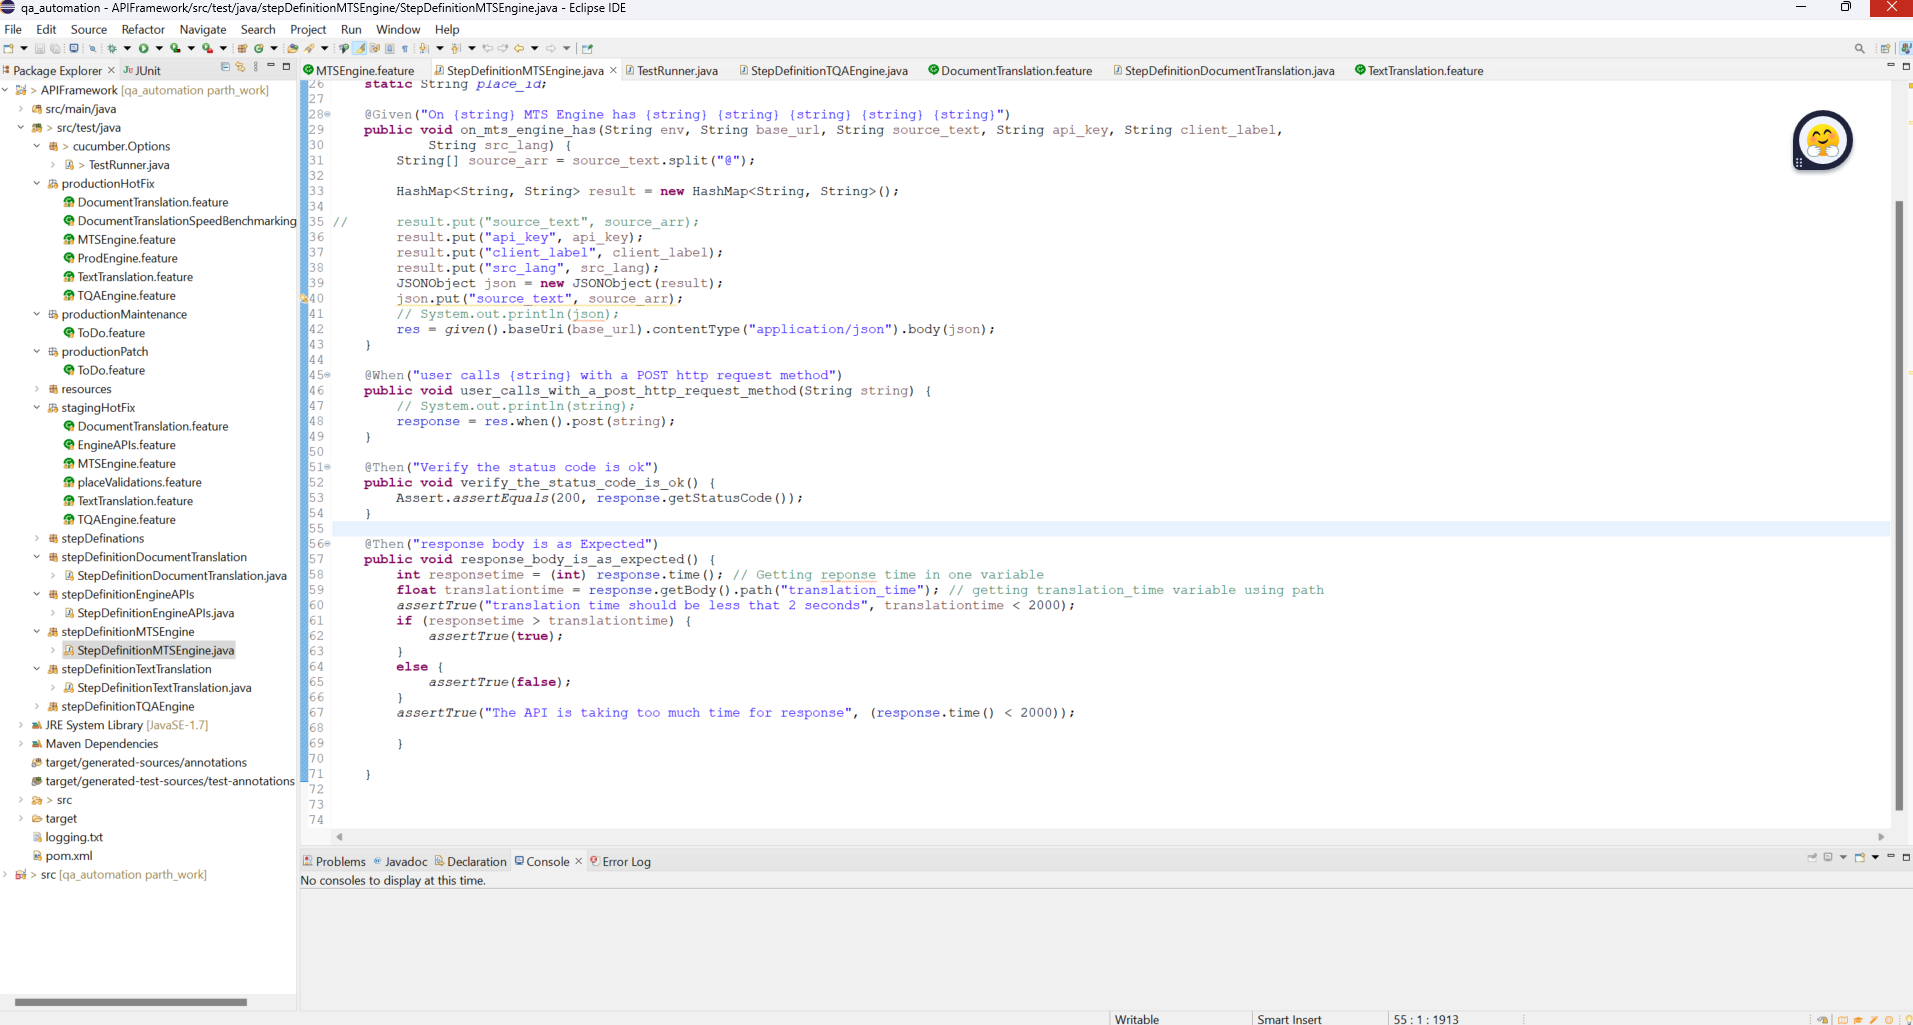 qa_automation - APIFramework/src/test/java/stepDefinitionMTSEngine/StepDefinitionMTSEngine.java - Eclipse IDE
File Edit Source Refactor Navigate Search Project Run Window Help
Package Explorer JUnit
MTSEngine.feature StepDefinitionMTSEngine.java TestRunner.java StepDefinitionTQAEngine.java DocumentTranslation.feature StepDefinitionDocumentTranslation.java TextTranslation.feature
> APIFramework [qa_automation parth_work]
src/main/java
> src/test/java
> cucumber.Options
> TestRunner.java
productionHotFix
DocumentTranslation.feature
DocumentTranslationSpeedBenchmarking
MTSEngine.feature
ProdEngine.feature
TextTranslation.feature
TQAEngine.feature
productionMaintenance
ToDo.feature
productionPatch
ToDo.feature
resources
stagingHotFix
DocumentTranslation.feature
EngineAPIs.feature
MTSEngine.feature
placeValidations.feature
TextTranslation.feature
TQAEngine.feature
stepDefinations
stepDefinitionDocumentTranslation
StepDefinitionDocumentTranslation.java
stepDefinitionEngineAPIs
StepDefinitionEngineAPIs.java
stepDefinitionMTSEngine
StepDefinitionMTSEngine.java
stepDefinitionTextTranslation
StepDefinitionTextTranslation.java
stepDefinitionTQAEngine
JRE System Library [JavaSE-1.7]
Maven Dependencies
target/generated-sources/annotations
target/generated-test-sources/test-annotations
> src
target
logging.txt
pom.xml
> src [qa_automation parth_work]
26 static String place_id;
27
28 @Given("On {string} MTS Engine has {string} {string} {string} {string} {string}")
29 public void on_mts_engine_has(String env, String base_url, String source_text, String api_key, String client_label,
30 String src_lang) {
31 String[] source_arr = source_text.split("@");
32
33 HashMap<String, String> result = new HashMap<String, String>();
34
35 // result.put("source_text", source_arr);
36 result.put("api_key", api_key);
37 result.put("client_label", client_label);
38 result.put("src_lang", src_lang);
39 JSONObject json = new JSONObject(result);
40 json.put("source_text", source_arr);
41 // System.out.println(json);
42 res = given().baseUri(base_url).contentType("application/json").body(json);
43 }
44
45 @When("user calls {string} with a POST http request method")
46 public void user_calls_with_a_post_http_request_method(String string) {
47 // System.out.println(string);
48 response = res.when().post(string);
49 }
50
51 @Then("Verify the status code is ok")
52 public void verify_the_status_code_is_ok() {
53 Assert.assertEquals(200, response.getStatusCode());
54 }
55
56 @Then("response body is as Expected")
57 public void response_body_is_as_expected() {
58 int responsetime = (int) response.time(); // Getting reponse time in one variable
59 float translationtime = response.getBody().path("translation_time"); // getting translation_time variable using path
60 assertTrue("translation time should be less that 2 seconds", translationtime < 2000);
61 if (responsetime > translationtime) {
62 assertTrue(true);
63 }
64 else {
65 assertTrue(false);
66 }
67 assertTrue("The API is taking too much time for response", (response.time() < 2000));
68
69 }
70
71 }
72
73
74
Problems Javadoc Declaration Console Error Log
No consoles to display at this time.
Writable Smart Insert 55 : 1 : 1913